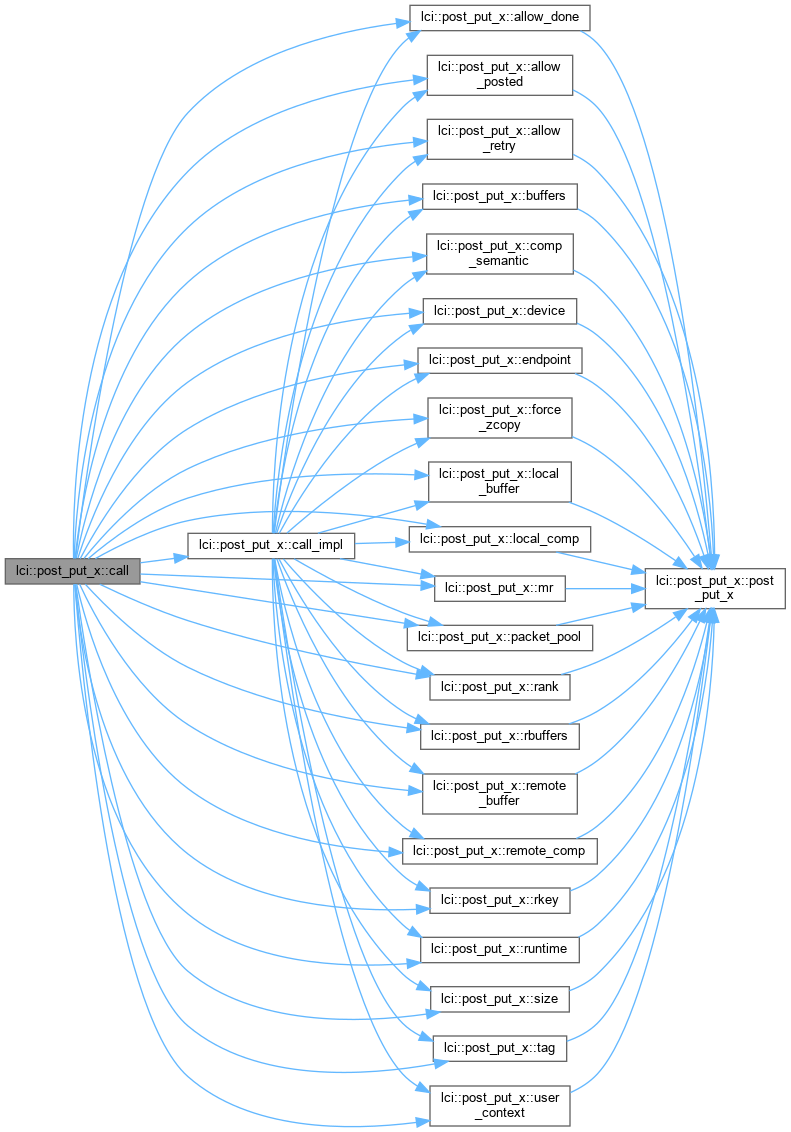 lci::post_put_x::allow_done
lci::post_put_x::allow
_posted
lci::post_put_x::allow
_retry
lci::post_put_x::buffers
lci::post_put_x::comp
_semantic
lci::post_put_x::device
lci::post_put_x::endpoint
lci::post_put_x::force
_zcopy
lci::post_put_x::local
_buffer
lci::post_put_x::local_comp
lci::post_put_x::call_impl
lci::post_put_x::call
lci::post_put_x::mr
lci::post_put_x::post
_put_x
lci::post_put_x::packet_pool
lci::post_put_x::rank
lci::post_put_x::rbuffers
lci::post_put_x::remote
_buffer
lci::post_put_x::remote_comp
lci::post_put_x::rkey
lci::post_put_x::runtime
lci::post_put_x::size
lci::post_put_x::tag
lci::post_put_x::user
_context